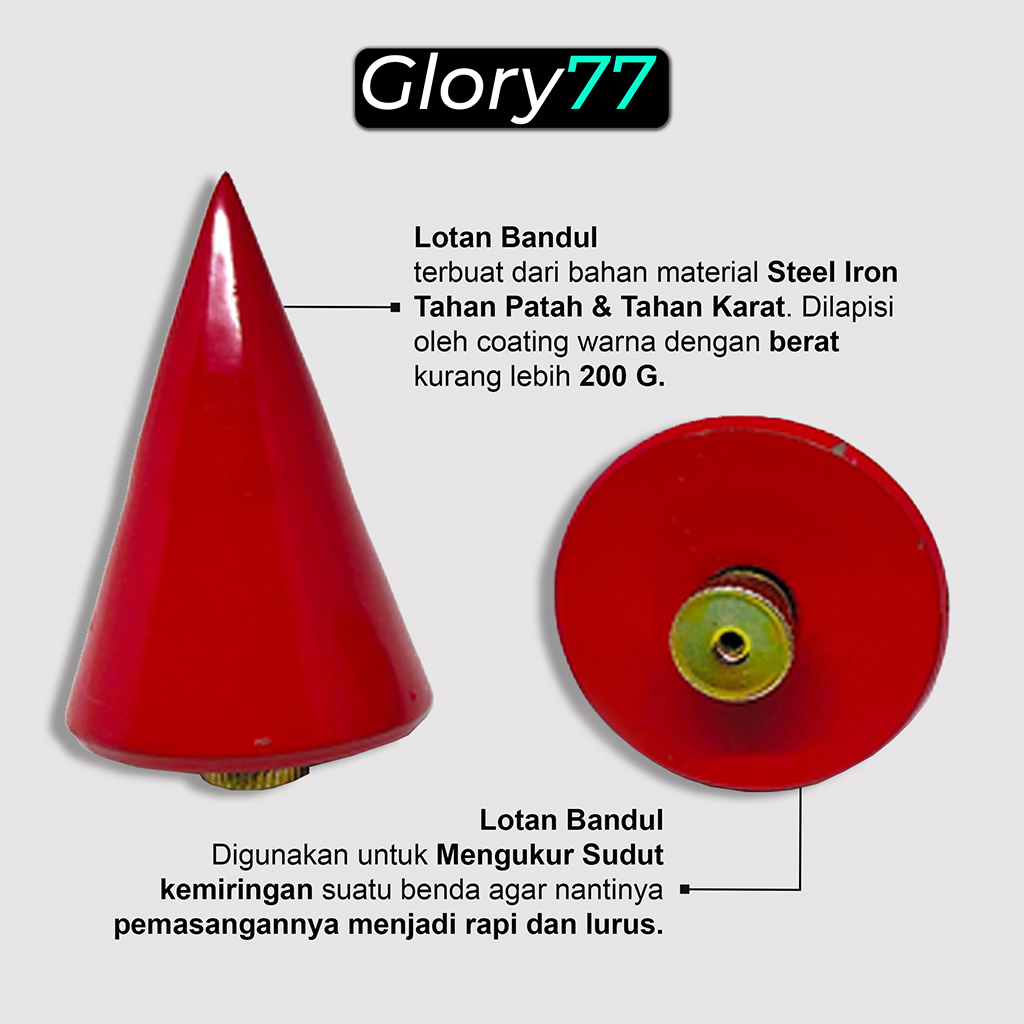 Glory77
Lotan Bandul
terbuat dari bahan material Steel Iron
Tahan Patah & Tahan Karat. Dilapisi
oleh coating warna dengan berat
kurang lebih 200 G.
Lotan Bandul
Digunakan untuk Mengukur Sudut
kemiringan suatu benda agar nantinya
pemasangannya menjadi rapi dan lurus.